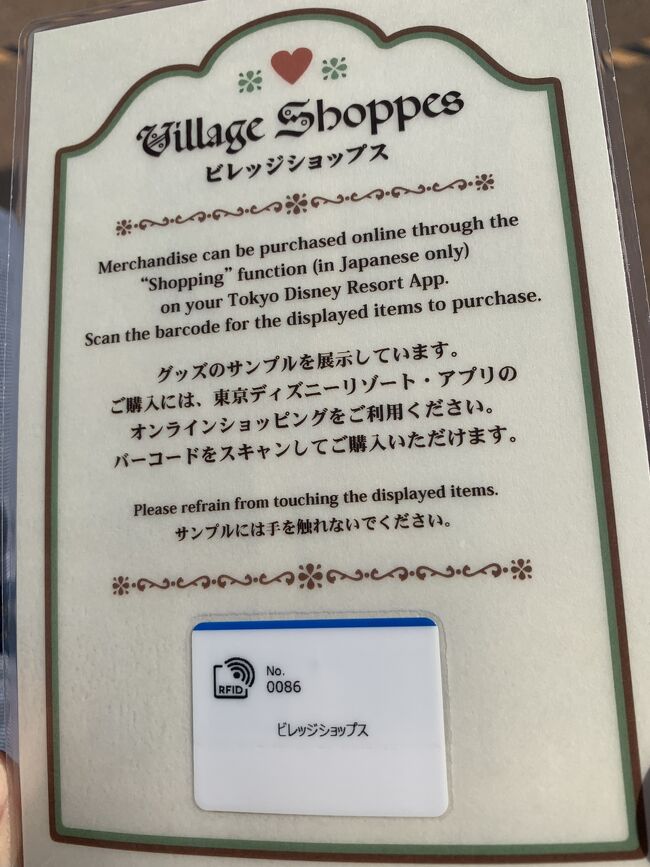 Village Shoppes
ビレッジショップス
Merchandise can be purchased online through the
“Shopping” function (in Japanese only)
on your Tokyo Disney Resort App.
Scan the barcode for the displayed items to purchase.
グッズのサンプルを展示しています。
ご購入には、東京ディズニーリゾート・アプリの
オンラインショッピングをご利用ください。
バーコードをスキャンしてご購入いただけます。
Please refrain from touching the displayed items.
サンプルには手を触れないでください。
RFID
No.
0086
ビレッジショップス